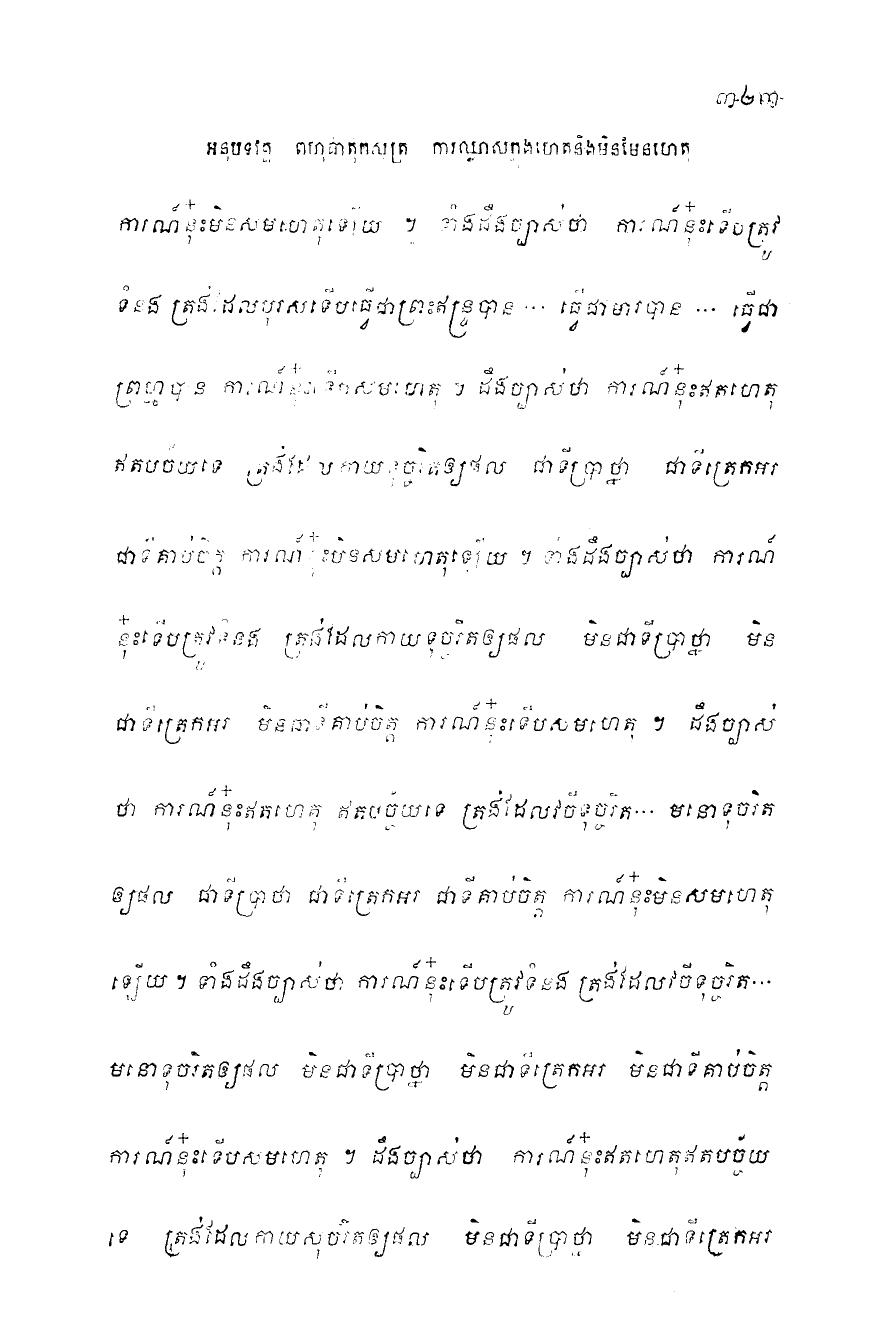 ៣២៣
អនុបទវគ្គ ពហុធាតុកសូត្រ ការណ៍ឆ្លាសក្នុងហេតុនិងមិនមែនហេតុ
ការណ៍នុ៎ះមិនសមហេតុឡើយ ។ ទាំងដឹងច្បាស់ថា ការណ៍នុ៎ះទើបត្រូវ
ទំនង ត្រង់ដែលបុរសទើបធ្វើជាព្រះឥន្ទ្របាន ... ធ្វើជាមារបាន ... ធ្វើជា
ព្រហ្មបាន ការណ៍នុ៎ះទើបសមហេតុ ។ ដឹងច្បាស់ថា ការណ៍នុ៎ះឥតហេតុ
ឥតបច្ច័យទេ ត្រង់ដែលកាយទុច្ចរិតឲ្យផល ជាទីប្រាថ្នា ជាទីត្រេកអរ
ជាទីគាប់ចិត្ត ការណ៍នុ៎ះមិនសមហេតុឡើយ ។ ទាំងដឹងច្បាស់ថា ការណ៍
នុ៎ះទើបត្រូវទំនង ត្រង់ដែលកាយទុច្ចរិតឲ្យផល មិនជាទីប្រាថ្នា មិន
ជាទីត្រេកអរ មិនជាទីគាប់ចិត្ត ការណ៍នុ៎ះទើបសមហេតុ ។ ដឹងច្បាស់
ថា ការណ៍នុ៎ះឥតហេតុ ឥតបច្ច័យទេ ត្រង់ដែលវចីទុច្ចរិត... មនោទុចរិត
ឲ្យផល ជាទីប្រាថ្នា ជាទីត្រេកអរ ជាទីគាប់ចិត្ត ការណ៍នុ៎ះមិនសមហេតុ
ឡើយ ។ ទាំងដឹងច្បាស់ថា ការណ៍នុ៎ះទើបត្រូវទំនង ត្រង់ដែលវចីទុច្ចរិត...
មនោទុចរិតឲ្យផល មិនជាទីប្រាថ្នា មិនជាទីត្រេកអរ មិនជាទីគាប់ចិត្ត
ការណ៍នុ៎ះទើបសមហេតុ ។ ដឹងច្បាស់ថា ការណ៍នុ៎ះឥតហេតុឥតបច្ច័យ
ទេ ត្រង់ដែលកាយសុចរិតឲ្យផល មិនជាទីប្រាថ្នា មិនជាទីត្រេកអរ